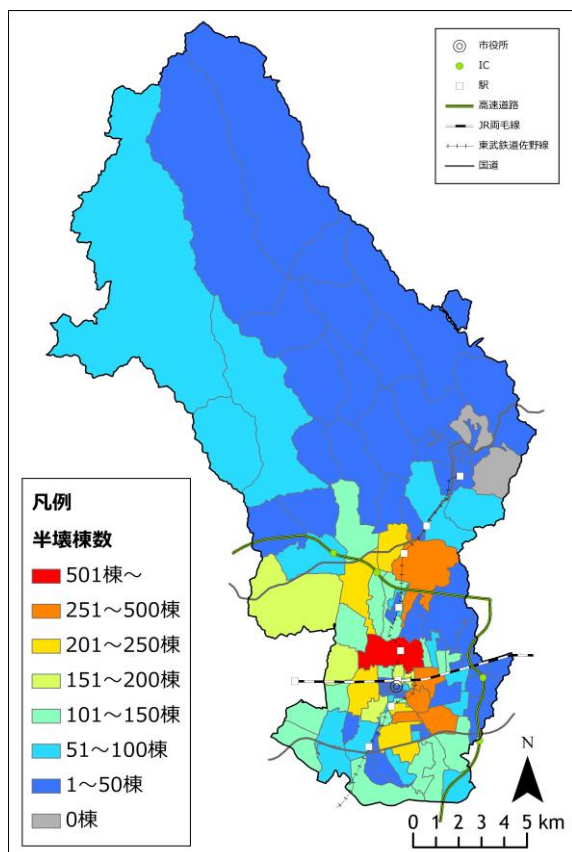 市役所
IC
駅
高速道路
JR両毛線
東武鉄道佐野線
国道
凡例
半壊棟数
501棟～
251～500棟
201～250棟
151～200棟
101～150棟
51～100棟
1～50棟
0棟
N
0 1 2 3 4 5 km